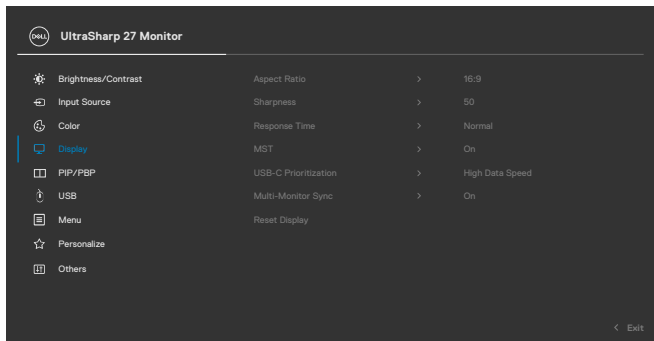 DELL UltraSharp 27 Monitor
Brightness/Contrast Aspect Ratio > 16:9
Input Source Sharpness > 50
Color Response Time > Normal
Display MST > On
PIP/PBP USB-C Prioritization > High Data Speed
USB Multi-Monitor Sync > On
Menu Reset Display
Personalize
Others
< Exit